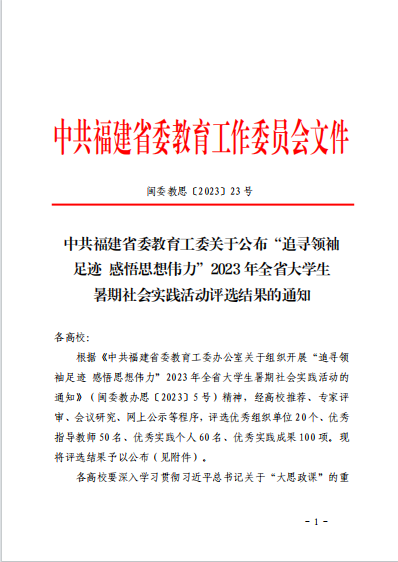 中共福建省委教育工作委员会文件
闽委教思〔2023〕23号
中共福建省委教育工委关于公布“追寻领袖
足迹 感悟思想伟力”2023年全省大学生
暑期社会实践活动评选结果的通知
各高校：
根据《中共福建省委教育工委办公室关于组织开展“追寻领
袖足迹 感悟思想伟力”2023年全省大学生暑期社会实践活动的
通知》（闽委教办思〔2023〕5号）精神，经高校推荐、专家评
审、会议研究、网上公示等程序，评选优秀组织单位20个、优秀
指导教师50名、优秀实践个人60名、优秀实践成果100项。现
将评选结果予以公布（见附件）。
各高校要深入学习贯彻习近平总书记关于“大思政课”的重
- 1 -